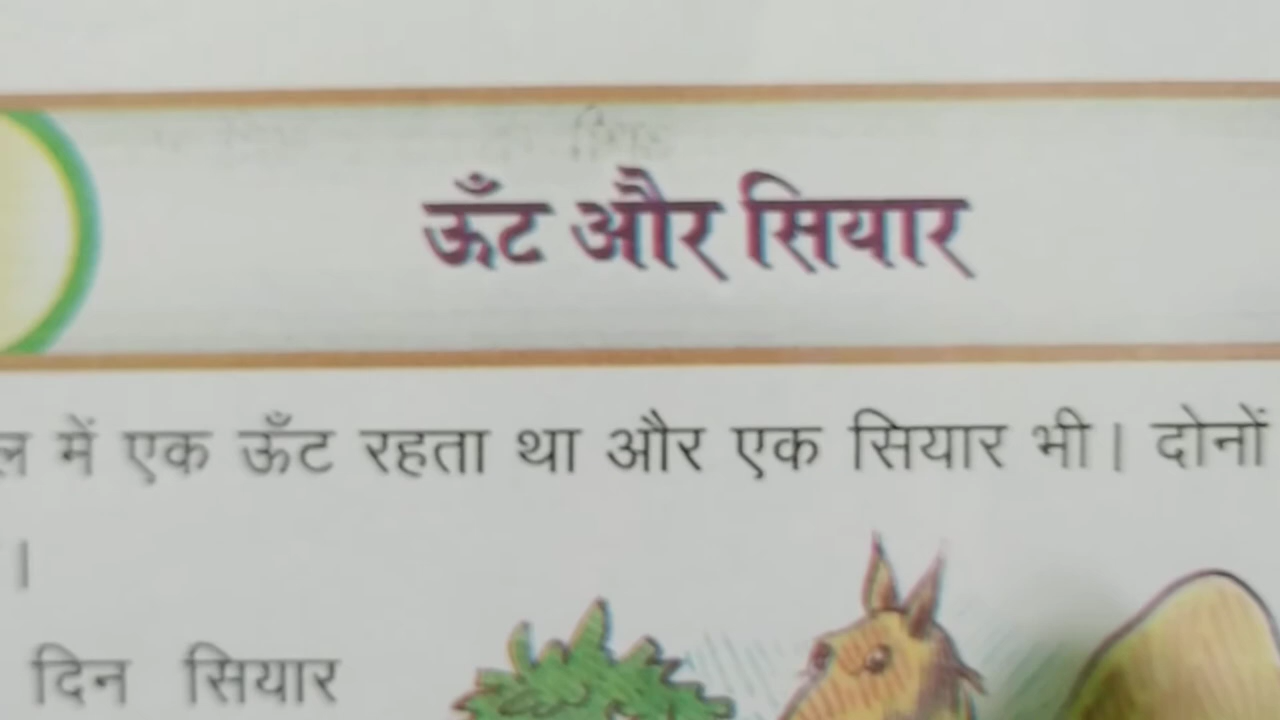 ऊँट और सियार
में एक ऊँट रहता था और एक सियार भी। दोनों
।
दिन सियार